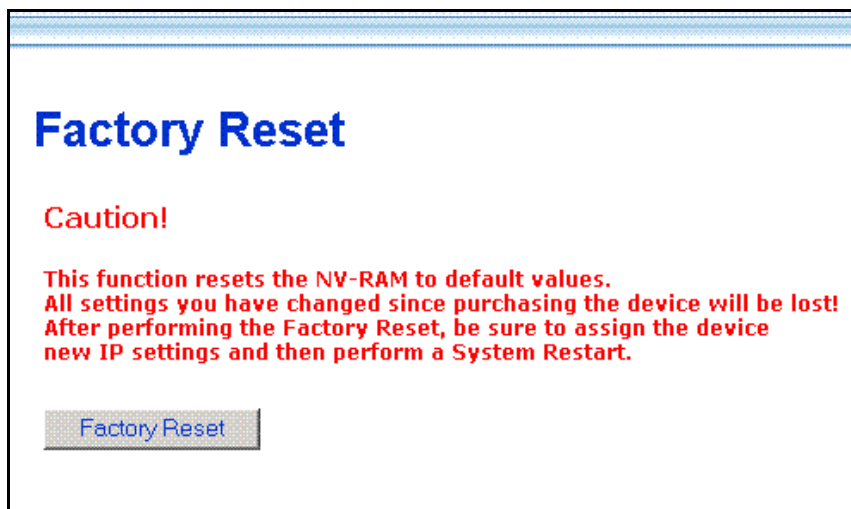 Factory Reset
Caution!
This function resets the NV-RAM to default values.
All settings you have changed since purchasing the device will be lost!
After performing the Factory Reset, be sure to assign the device
new IP settings and then perform a System Restart.
Factory Reset